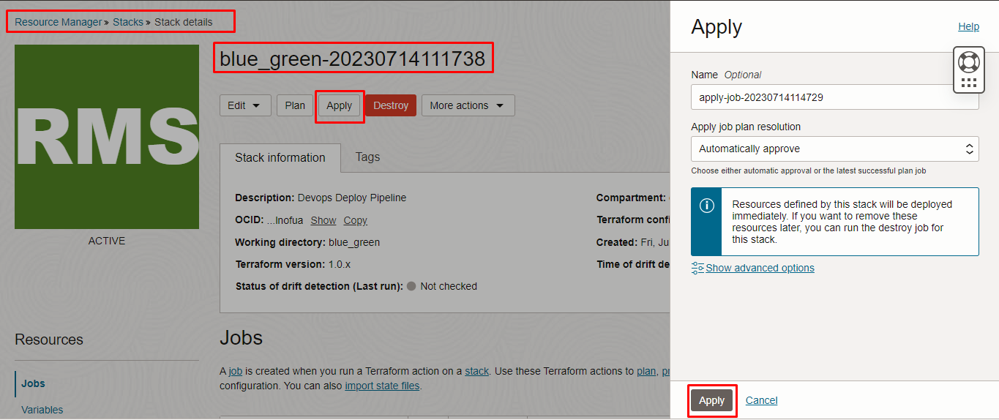 Resource Manager » Stacks » Stack details
RMS
ACTIVE
blue_green-20230714111738
Edit
Plan
Apply
Destroy
More actions
Stack information
Tags
Description: Devops Deploy Pipeline
OCID: ...lnofua Show Copy
Working directory: blue_green
Terraform version: 1.0.x
Status of drift detection (Last run): Not checked
Compartment:
Terraform confi
Created: Fri, Ju
Time of drift de
Resources
Jobs
Variables
Jobs
A job is created when you run a Terraform action on a stack. Use these Terraform actions to plan, pr
configuration. You can also import state files.
Apply
Help
Name Optional
apply-job-20230714114729
Apply job plan resolution
Automatically approve
Choose either automatic approval or the latest successful plan job
Resources defined by this stack will be deployed
immediately. If you want to remove these
resources later, you can run the destroy job for
this stack.
Show advanced options
Apply
Cancel